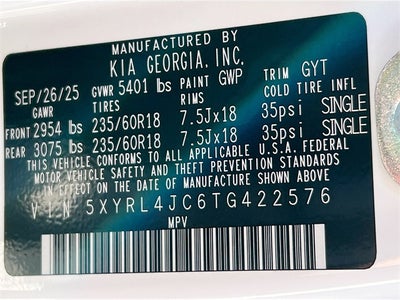 MANUFACTURED BY
KIA GEORGIA, INC.
SEP/26/25 GVWR 5401 lbs PAINT GWP TRIM GYT
GAWR TIRES RIMS COLD TIRE INFL
FRONT 2954 lbs 235/60R18 7.5Jx18 35psi SINGLE
REAR 3075 lbs 235/60R18 7.5Jx18 35psi SINGLE
THIS VEHICLE CONFORMS TO ALL APPLICABLE U.S.A. FEDERAL
MOTOR VEHICLE SAFETY AND THEFT PREVENTION STANDARDS
IN EFFECT ON THE DATE OF MANUFACTURE SHOWN ABOVE
VIN 5XYRL4JC6TG422576
MPV